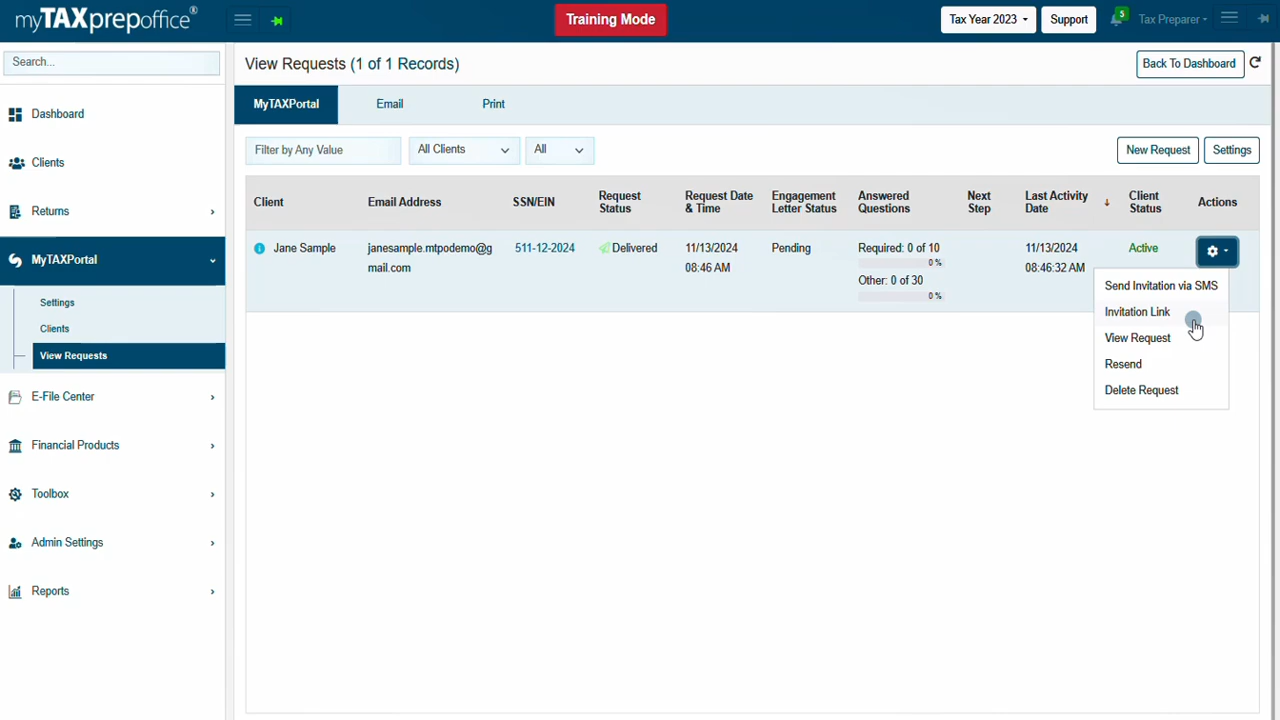 myTAXprepoffice®
Training Mode
Tax Year 2023
Support
5
Tax Preparer
Search...
View Requests (1 of 1 Records)
Back To Dashboard
MyTAXPortal
Email
Print
Dashboard
Clients
Returns
MyTAXPortal
Settings
Clients
View Requests
E-File Center
Financial Products
Toolbox
Admin Settings
Reports
Filter by Any Value
All Clients
All
New Request
Settings
Client
Email Address
SSN/EIN
Request
Status
Request Date
& Time
Engagement
Letter Status
Answered
Questions
Next
Step
Last Activity
Date
Client
Status
Actions
Jane Sample
janesample.mtpodemo@g
mail.com
511-12-2024
Delivered
11/13/2024
08:46 AM
Pending
Required: 0 of 10
0 %
Other: 0 of 30
0 %
11/13/2024
08:46:32 AM
Active
Send Invitation via SMS
Invitation Link
View Request
Resend
Delete Request